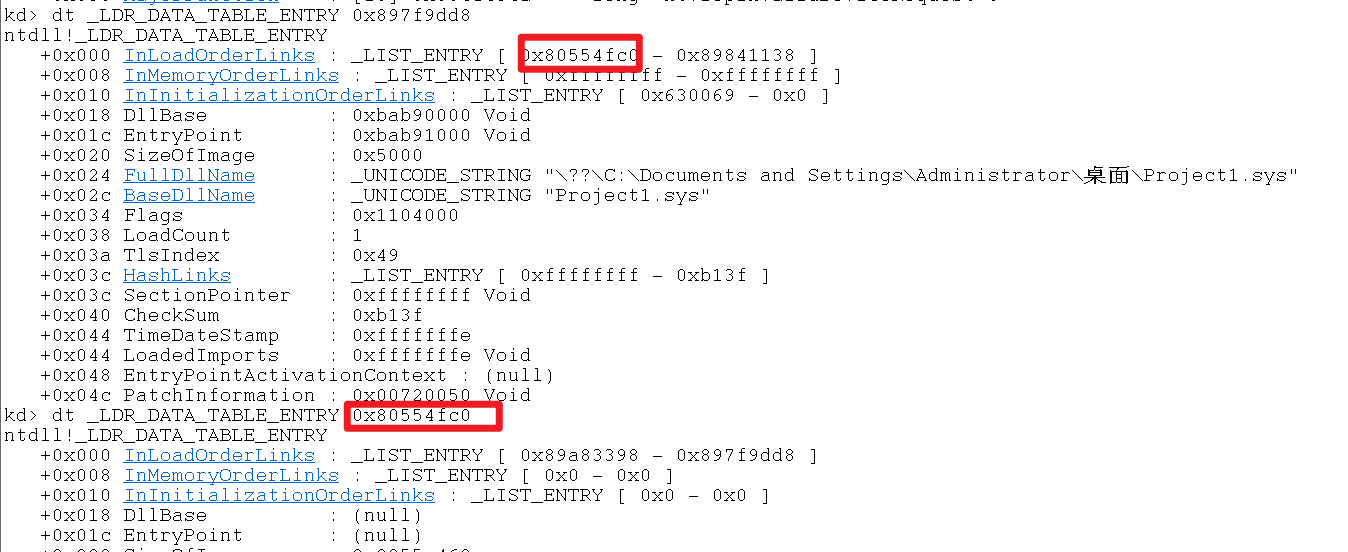 kd> dt _LDR_DATA_TABLE_ENTRY 0x897f9dd8
ntdll!_LDR_DATA_TABLE_ENTRY
+0x000 InLoadOrderLinks : _LIST_ENTRY [ 0x80554fc0 - 0x89841138 ]
+0x008 InMemoryOrderLinks : _LIST_ENTRY [ 0xffffffff - 0xffffffff ]
+0x010 InInitializationOrderLinks : _LIST_ENTRY [ 0x630069 - 0x0 ]
+0x018 DllBase : 0xbab90000 Void
+0x01c EntryPoint : 0xbab91000 Void
+0x020 SizeOfImage : 0x5000
+0x024 FullDllName : _UNICODE_STRING "\??\C:\Documents and Settings\Administrator\桌面\Project1.sys"
+0x02c BaseDllName : _UNICODE_STRING "Project1.sys"
+0x034 Flags : 0x1104000
+0x038 LoadCount : 1
+0x03a TlsIndex : 0x49
+0x03c HashLinks : _LIST_ENTRY [ 0xffffffff - 0xb13f ]
+0x03c SectionPointer : 0xffffffff Void
+0x040 CheckSum : 0xb13f
+0x044 TimeDateStamp : 0xfffffffe
+0x044 LoadedImports : 0xfffffffe Void
+0x048 EntryPointActivationContext : (null)
+0x04c PatchInformation : 0x00720050 Void
kd> dt _LDR_DATA_TABLE_ENTRY 0x80554fc0
ntdll!_LDR_DATA_TABLE_ENTRY
+0x000 InLoadOrderLinks : _LIST_ENTRY [ 0x89a83398 - 0x897f9dd8 ]
+0x008 InMemoryOrderLinks : _LIST_ENTRY [ 0x0 - 0x0 ]
+0x010 InInitializationOrderLinks : _LIST_ENTRY [ 0x0 - 0x0 ]
+0x018 DllBase : (null)
+0x01c EntryPoint : (null)